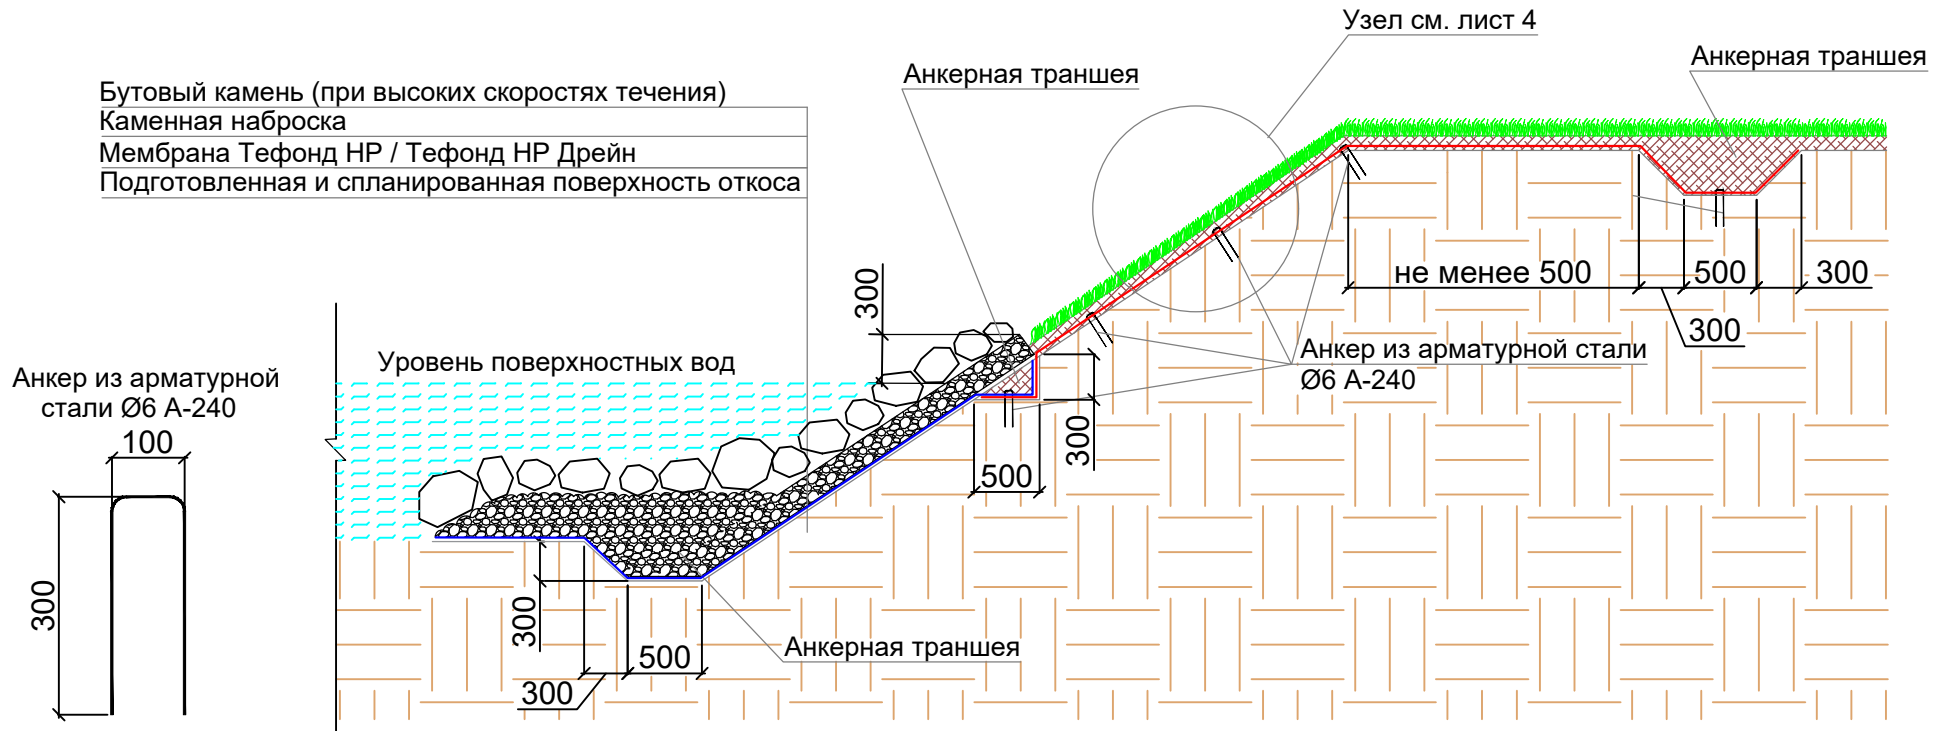 Узел см. лист 4
Анкерная траншея
Анкерная траншея
Бутовый камень (при высоких скоростях течения)
Каменная наброска
Мембрана Тефонд НР / Тефонд НР Дрейн
Подготовленная и спланированная поверхность откоса
не менее 500
500
300
300
300
Анкер из арматурной стали
Ø6 А-240
Уровень поверхностных вод
Анкер из арматурной
стали Ø6 А-240
100
300
300
500
300
500
300
Анкерная траншея